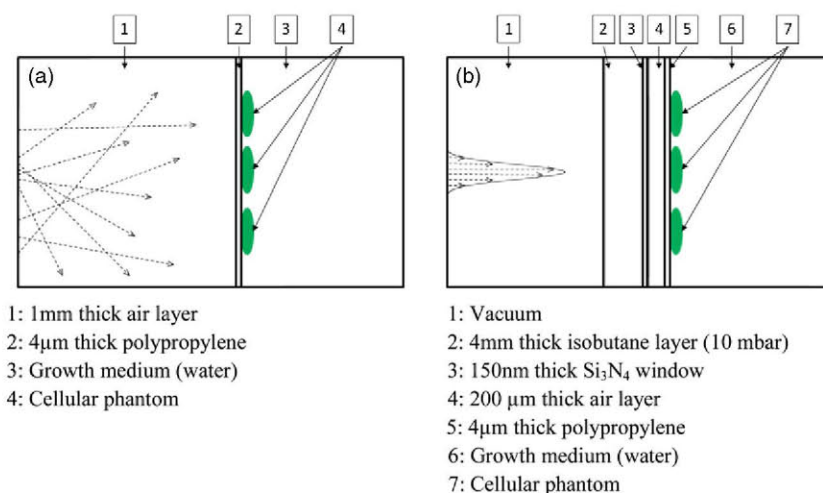 1 2 3 4
(a)
1: 1mm thick air layer
2: 4µm thick polypropylene
3: Growth medium (water)
4: Cellular phantom
1 2 3 4 5 6 7
(b)
1: Vacuum
2: 4mm thick isobutane layer (10 mbar)
3: 150nm thick Si₃N₄ window
4: 200 µm thick air layer
5: 4µm thick polypropylene
6: Growth medium (water)
7: Cellular phantom